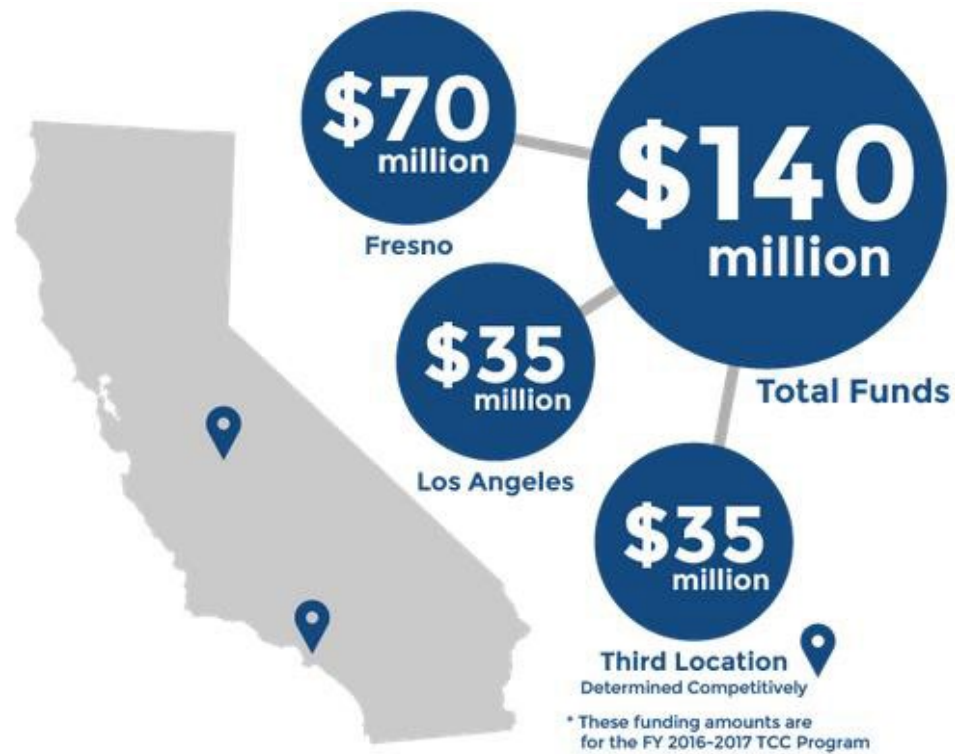 $70
million
Fresno
$140
million
Total Funds
$35
million
Los Angeles
$35
million
Third Location
Determined Competitively
* These funding amounts are
for the FY 2016-2017 TCC Program